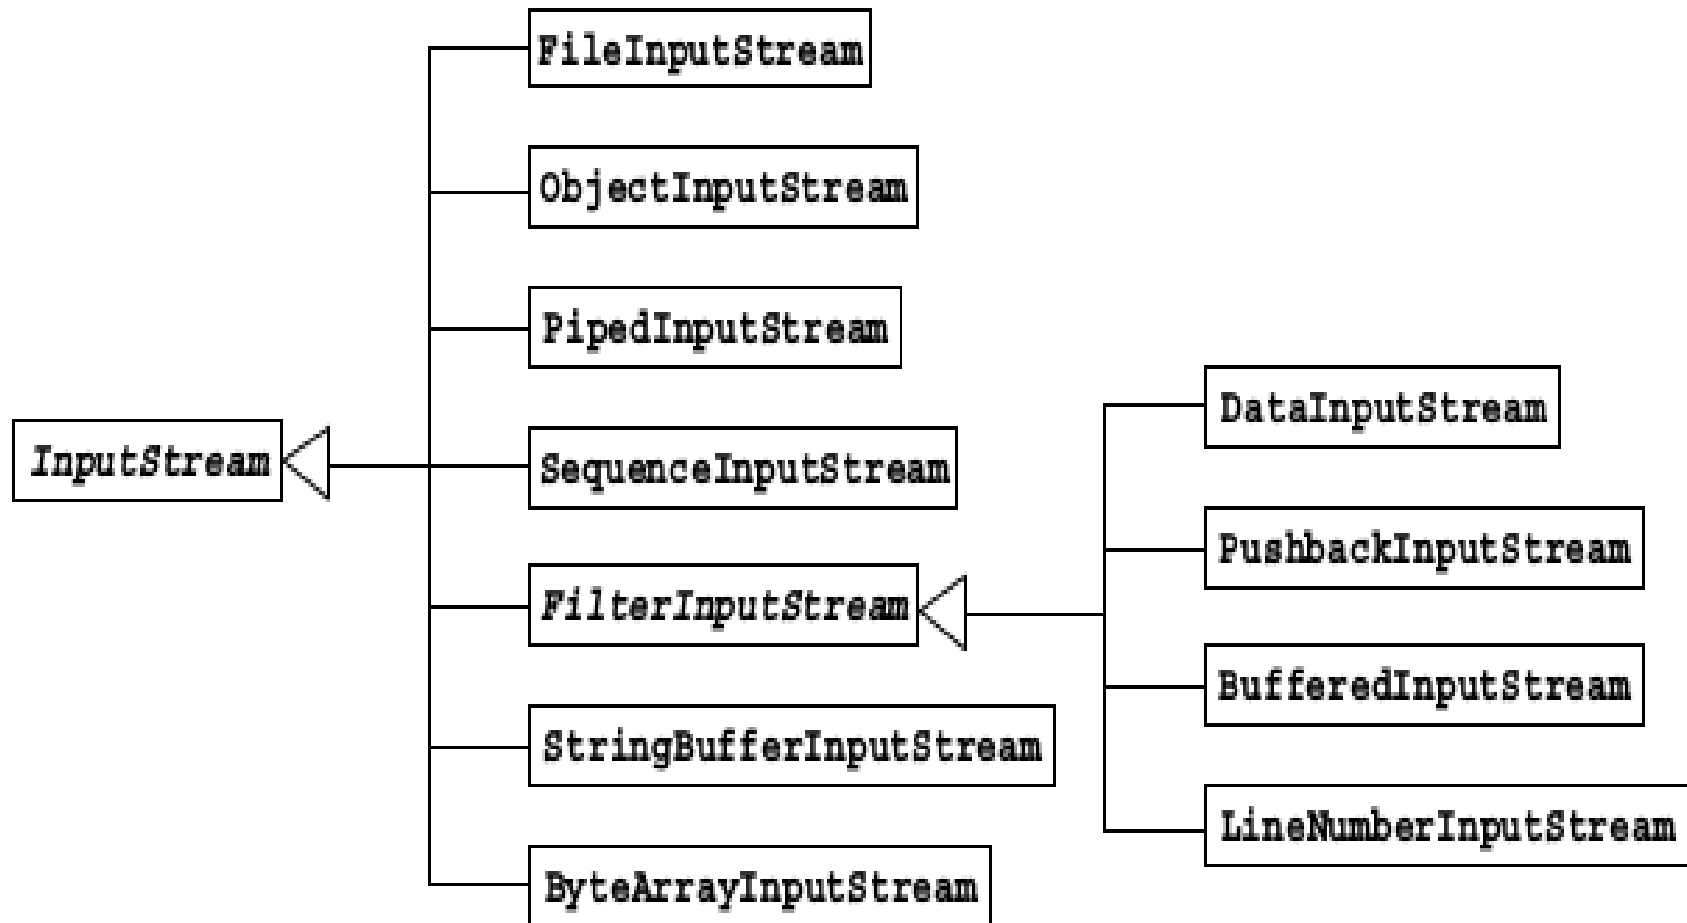 InputStream
FileInputStream
ObjectInputStream
PipedInputStream
SequenceInputStream
FilterInputStream
StringBufferInputStream
ByteArrayInputStream
DataInputStream
PushbackInputStream
BufferedInputStream
LineNumberInputStream